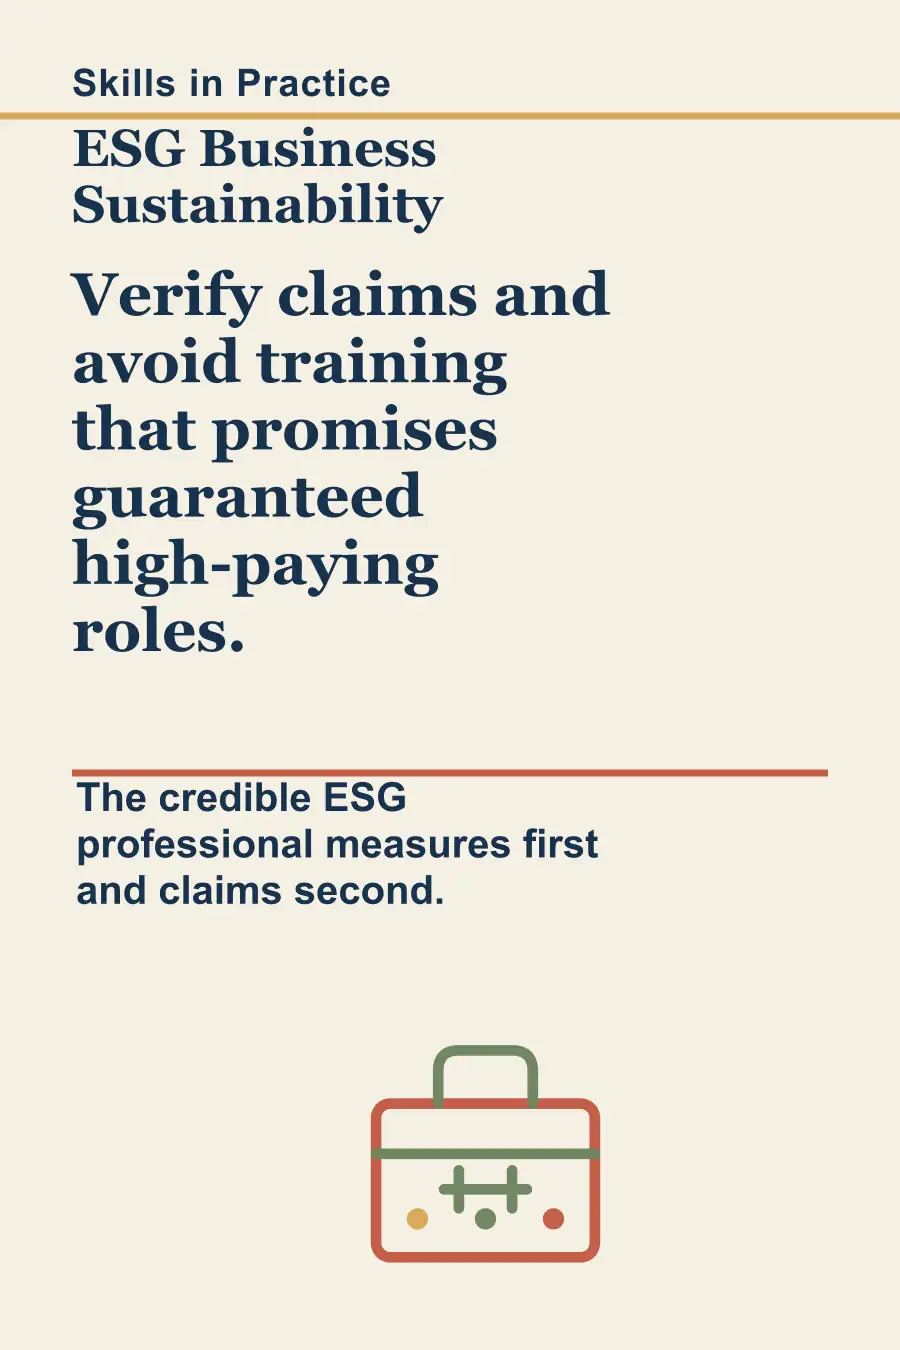 Skills in Practice
ESG Business
Sustainability
Verify claims and
avoid training
that promises
guaranteed
high-paying
roles.
The credible ESG
professional measures first
and claims second.